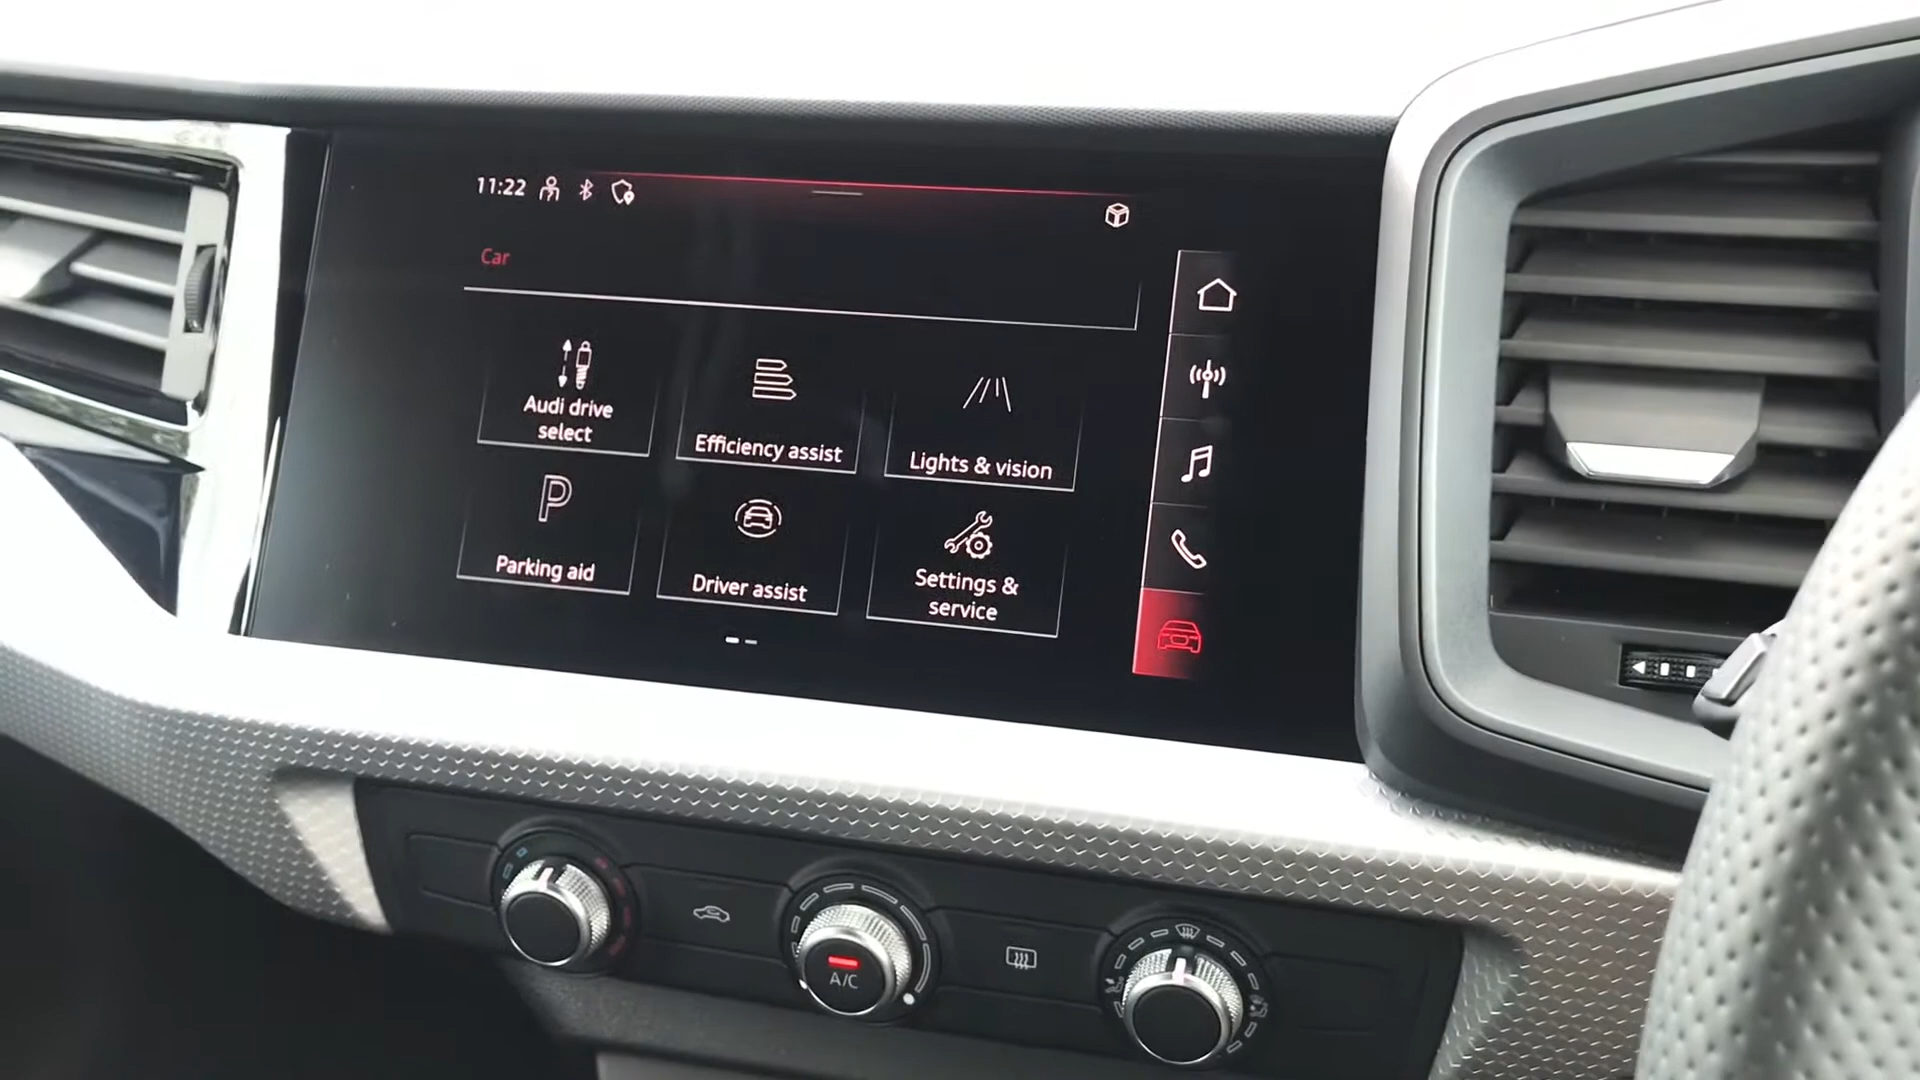 11:22
Car
Audi drive
select
Efficiency assist
Lights & vision
P
Parking aid
Driver assist
Settings &
service
A/C